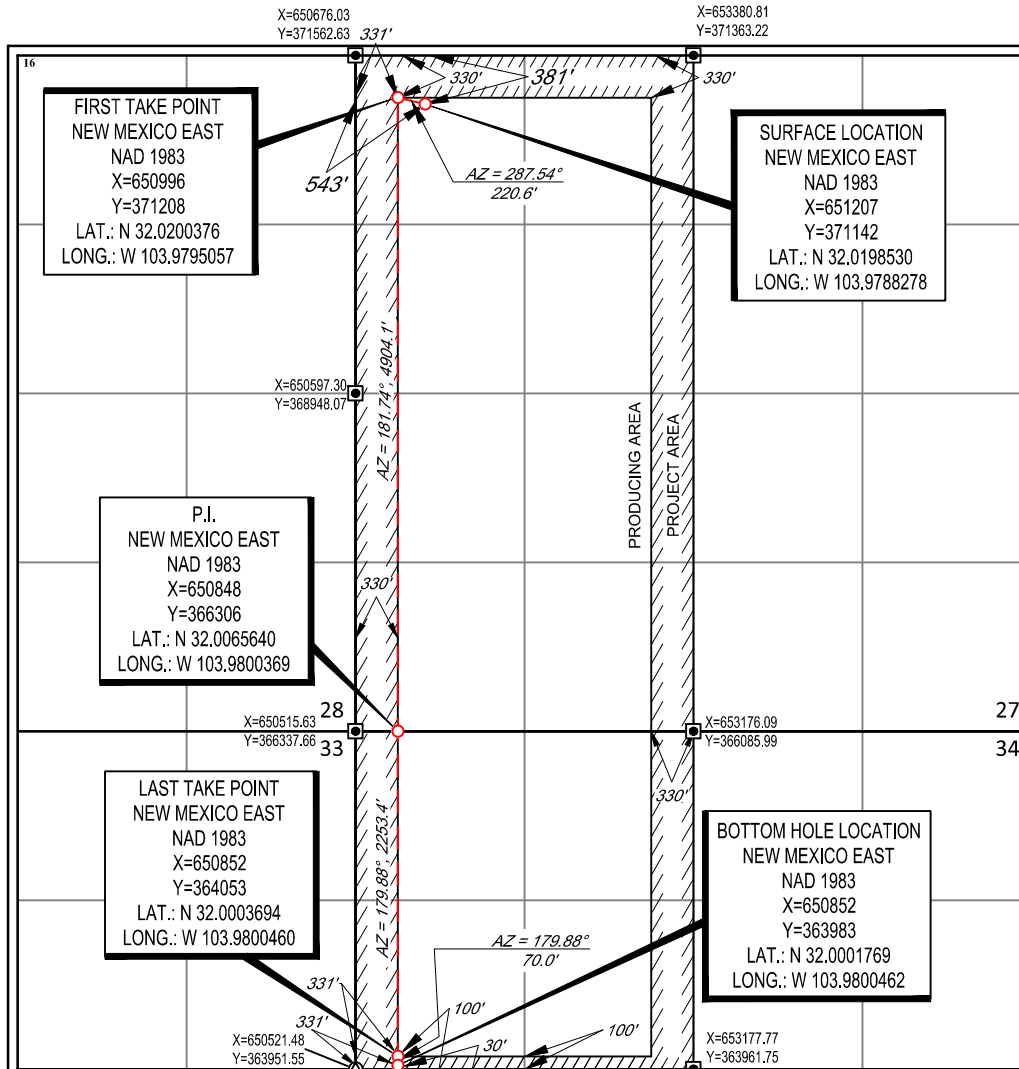 X=650676.03
Y=371562.63
X=653380.81
Y=371363.22
16
331'
330'
381'
330'
FIRST TAKE POINT
NEW MEXICO EAST
NAD 1983
X=650996
Y=371208
LAT.: N 32.0200376
LONG.: W 103.9795057
543'
AZ = 287.54°
220.6'
SURFACE LOCATION
NEW MEXICO EAST
NAD 1983
X=651207
Y=371142
LAT.: N 32.0198530
LONG.: W 103.9788278
AZ = 181.74°, 4904.1'
X=650597.30
Y=368948.07
PRODUCING AREA
PROJECT AREA
P.I.
NEW MEXICO EAST
NAD 1983
X=650848
Y=366306
LAT.: N 32.0065640
LONG.: W 103.9800369
330'
X=650515.63
Y=366337.66
28
33
X=653176.09
Y=366085.99
27
34
330'
LAST TAKE POINT
NEW MEXICO EAST
NAD 1983
X=650852
Y=364053
LAT.: N 32.0003694
LONG.: W 103.9800460
AZ = 179.88°, 2253.4'
BOTTOM HOLE LOCATION
NEW MEXICO EAST
NAD 1983
X=650852
Y=363983
LAT.: N 32.0001769
LONG.: W 103.9800462
AZ = 179.88°
70.0'
331'
331'
100'
30'
100'
X=650521.48
Y=363951.55
X=653177.77
Y=363961.75